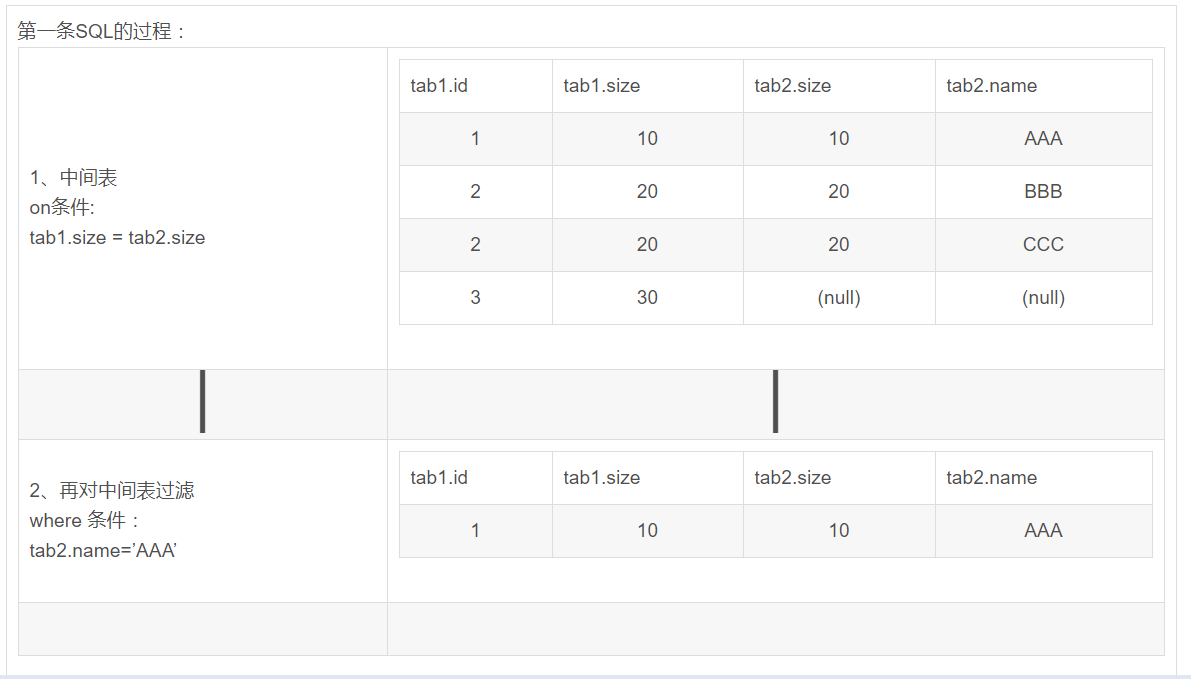 第一条SQL的过程：
1、中间表
on条件:
tab1.size = tab2.size
tab1.id tab1.size tab2.size tab2.name
1 10 10 AAA
2 20 20 BBB
2 20 20 CCC
3 30 (null) (null)
2、再对中间表过滤
where 条件：
tab2.name=’AAA’
tab1.id tab1.size tab2.size tab2.name
1 10 10 AAA